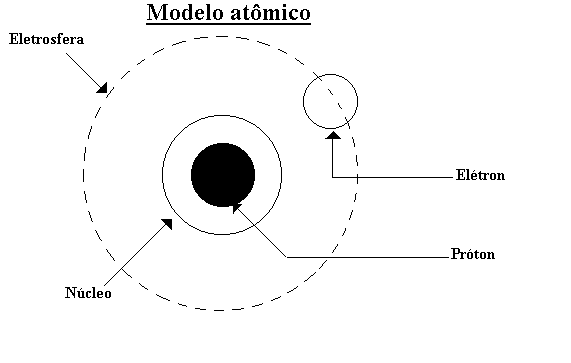 Modelo atômico
Eletrosfera
Elétron
Próton
Núcleo